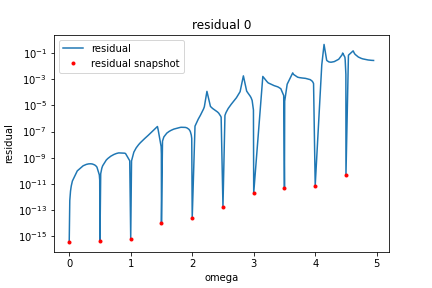 residual 0
residual
residual snapshot
10⁻¹
10⁻³
10⁻⁵
10⁻⁷
10⁻⁹
10⁻¹¹
10⁻¹³
10⁻¹⁵
residual
0 1 2 3 4 5
omega